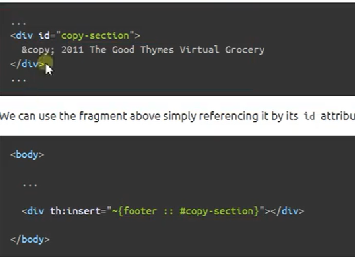 ...
<div id="copy-section">
&copy; 2011 The Good Thymes Virtual Grocery
</div>
...
We can use the fragment above simply referencing it by its id
<body>
...
<div th:insert="~{footer :: #copy-section}"></div>
</body>